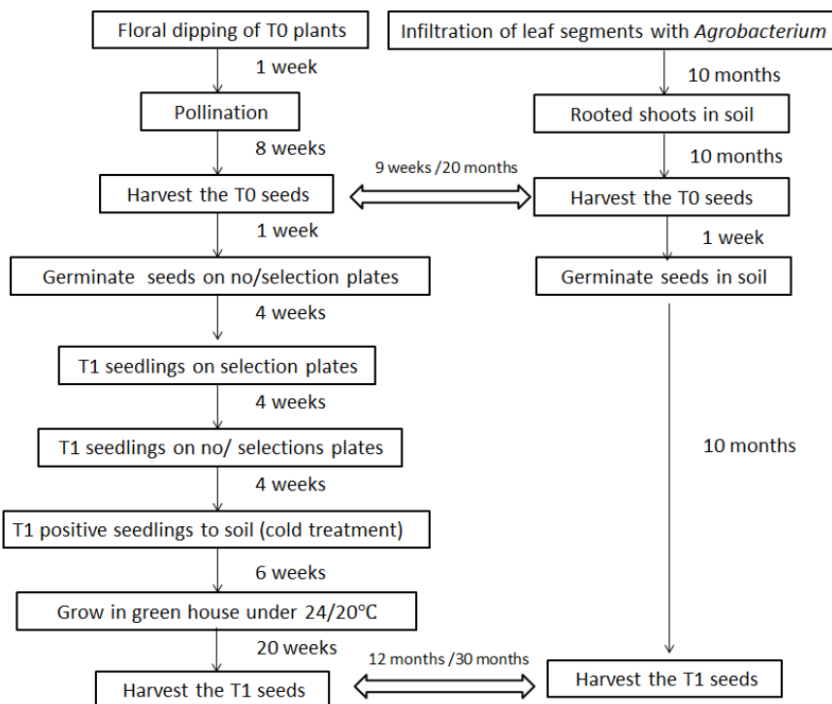 Floral dipping of T0 plants
1 week
Pollination
8 weeks
Harvest the T0 seeds
1 week
Germinate seeds on no/selection plates
4 weeks
T1 seedlings on selection plates
4 weeks
T1 seedlings on no/ selections plates
4 weeks
T1 positive seedlings to soil (cold treatment)
6 weeks
Grow in green house under 24/20℃
20 weeks
Harvest the T1 seeds
9 weeks /20 months
12 months /30 months
Infiltration of leaf segments with Agrobacterium
10 months
Rooted shoots in soil
10 months
Harvest the T0 seeds
1 week
Germinate seeds in soil
10 months
Harvest the T1 seeds